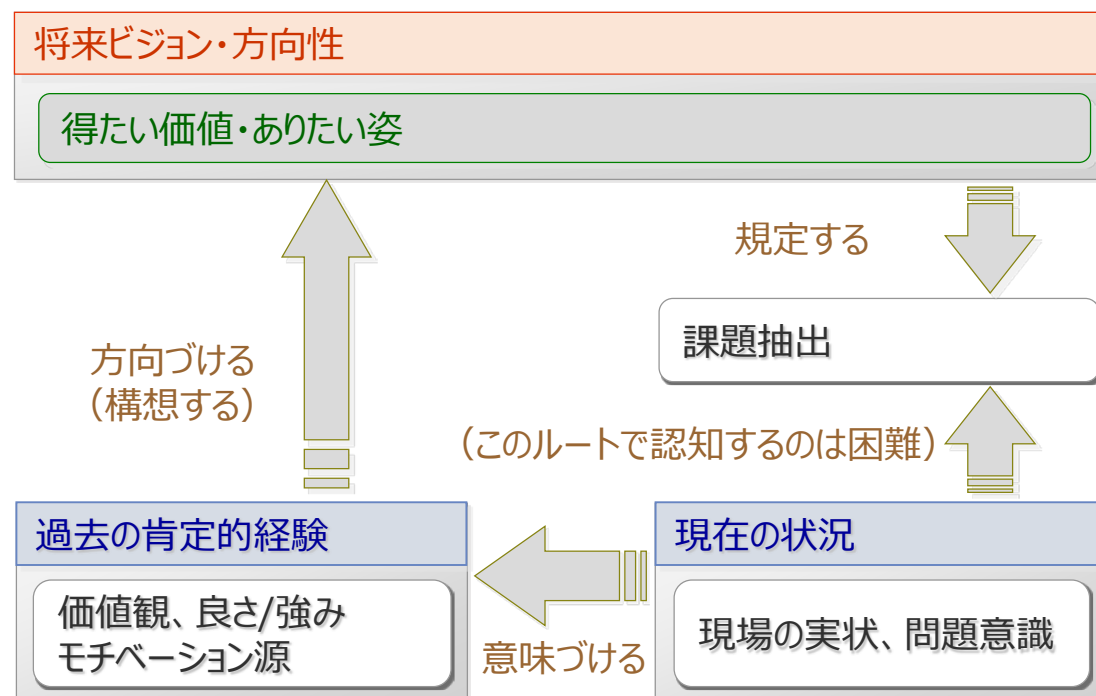 将来ビジョン・方向性
得たい価値・ありたい姿
規定する
課題抽出
方向づける
（構想する）
（このルートで認知するのは困難）
過去の肯定的経験
価値観、良さ/強み
モチベーション源
意味づける
現在の状況
現場の実状、問題意識